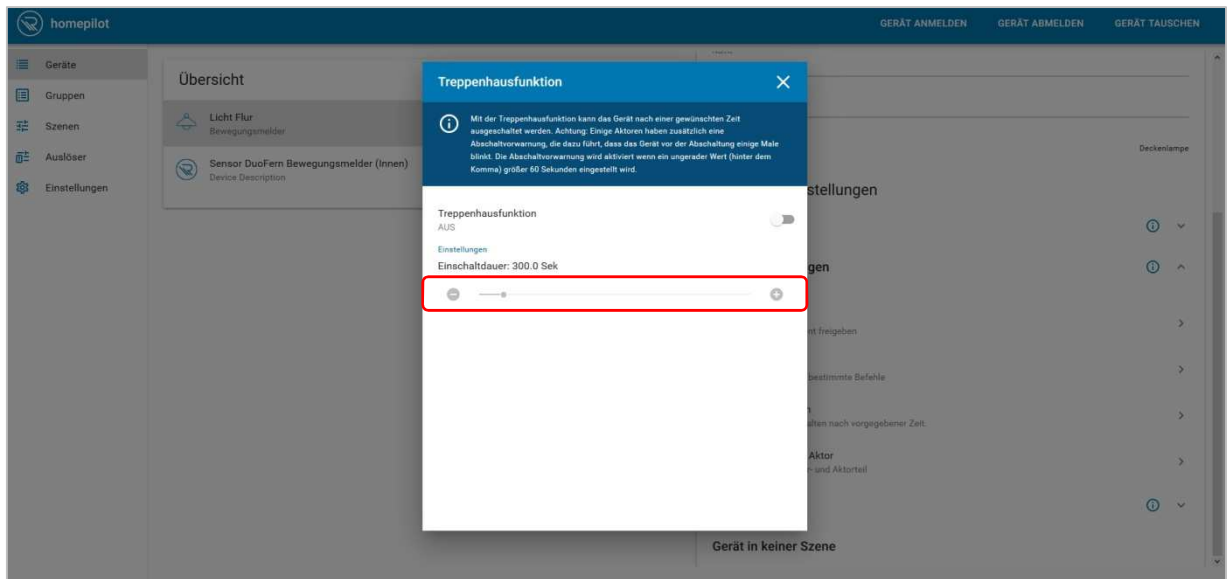 homepilot
GERÄT ANMELDEN
GERÄT ABMELDEN
GERÄT TAUSCHEN
Geräte
Gruppen
Szenen
Auslöser
Einstellungen
Übersicht
Licht Flur
Bewegungsmelder
Sensor DuoFern Bewegungsmelder (Innen)
Device Description
Treppenhausfunktion
Mit der Treppenhausfunktion kann das Gerät nach einer gewünschten Zeit
ausgeschaltet werden. Achtung: Einige Aktoren haben zusätzlich eine
Abschaltvorwarnung, die dazu führt, dass das Gerät vor der Abschaltung einige Male
blinkt. Die Abschaltvorwarnung wird aktiviert wenn ein ungerader Wert (hinter dem
Komma) größer 60 Sekunden eingestellt wird.
Treppenhausfunktion
AUS
Einstellungen
Einschaltdauer: 300.0 Sek
Deckenlampe
stellungen
gen
nt freigeben
bestimmte Befehle
n
alten nach vorgegebener Zeit.
Aktor
- und Aktorteil
Gerät in keiner Szene